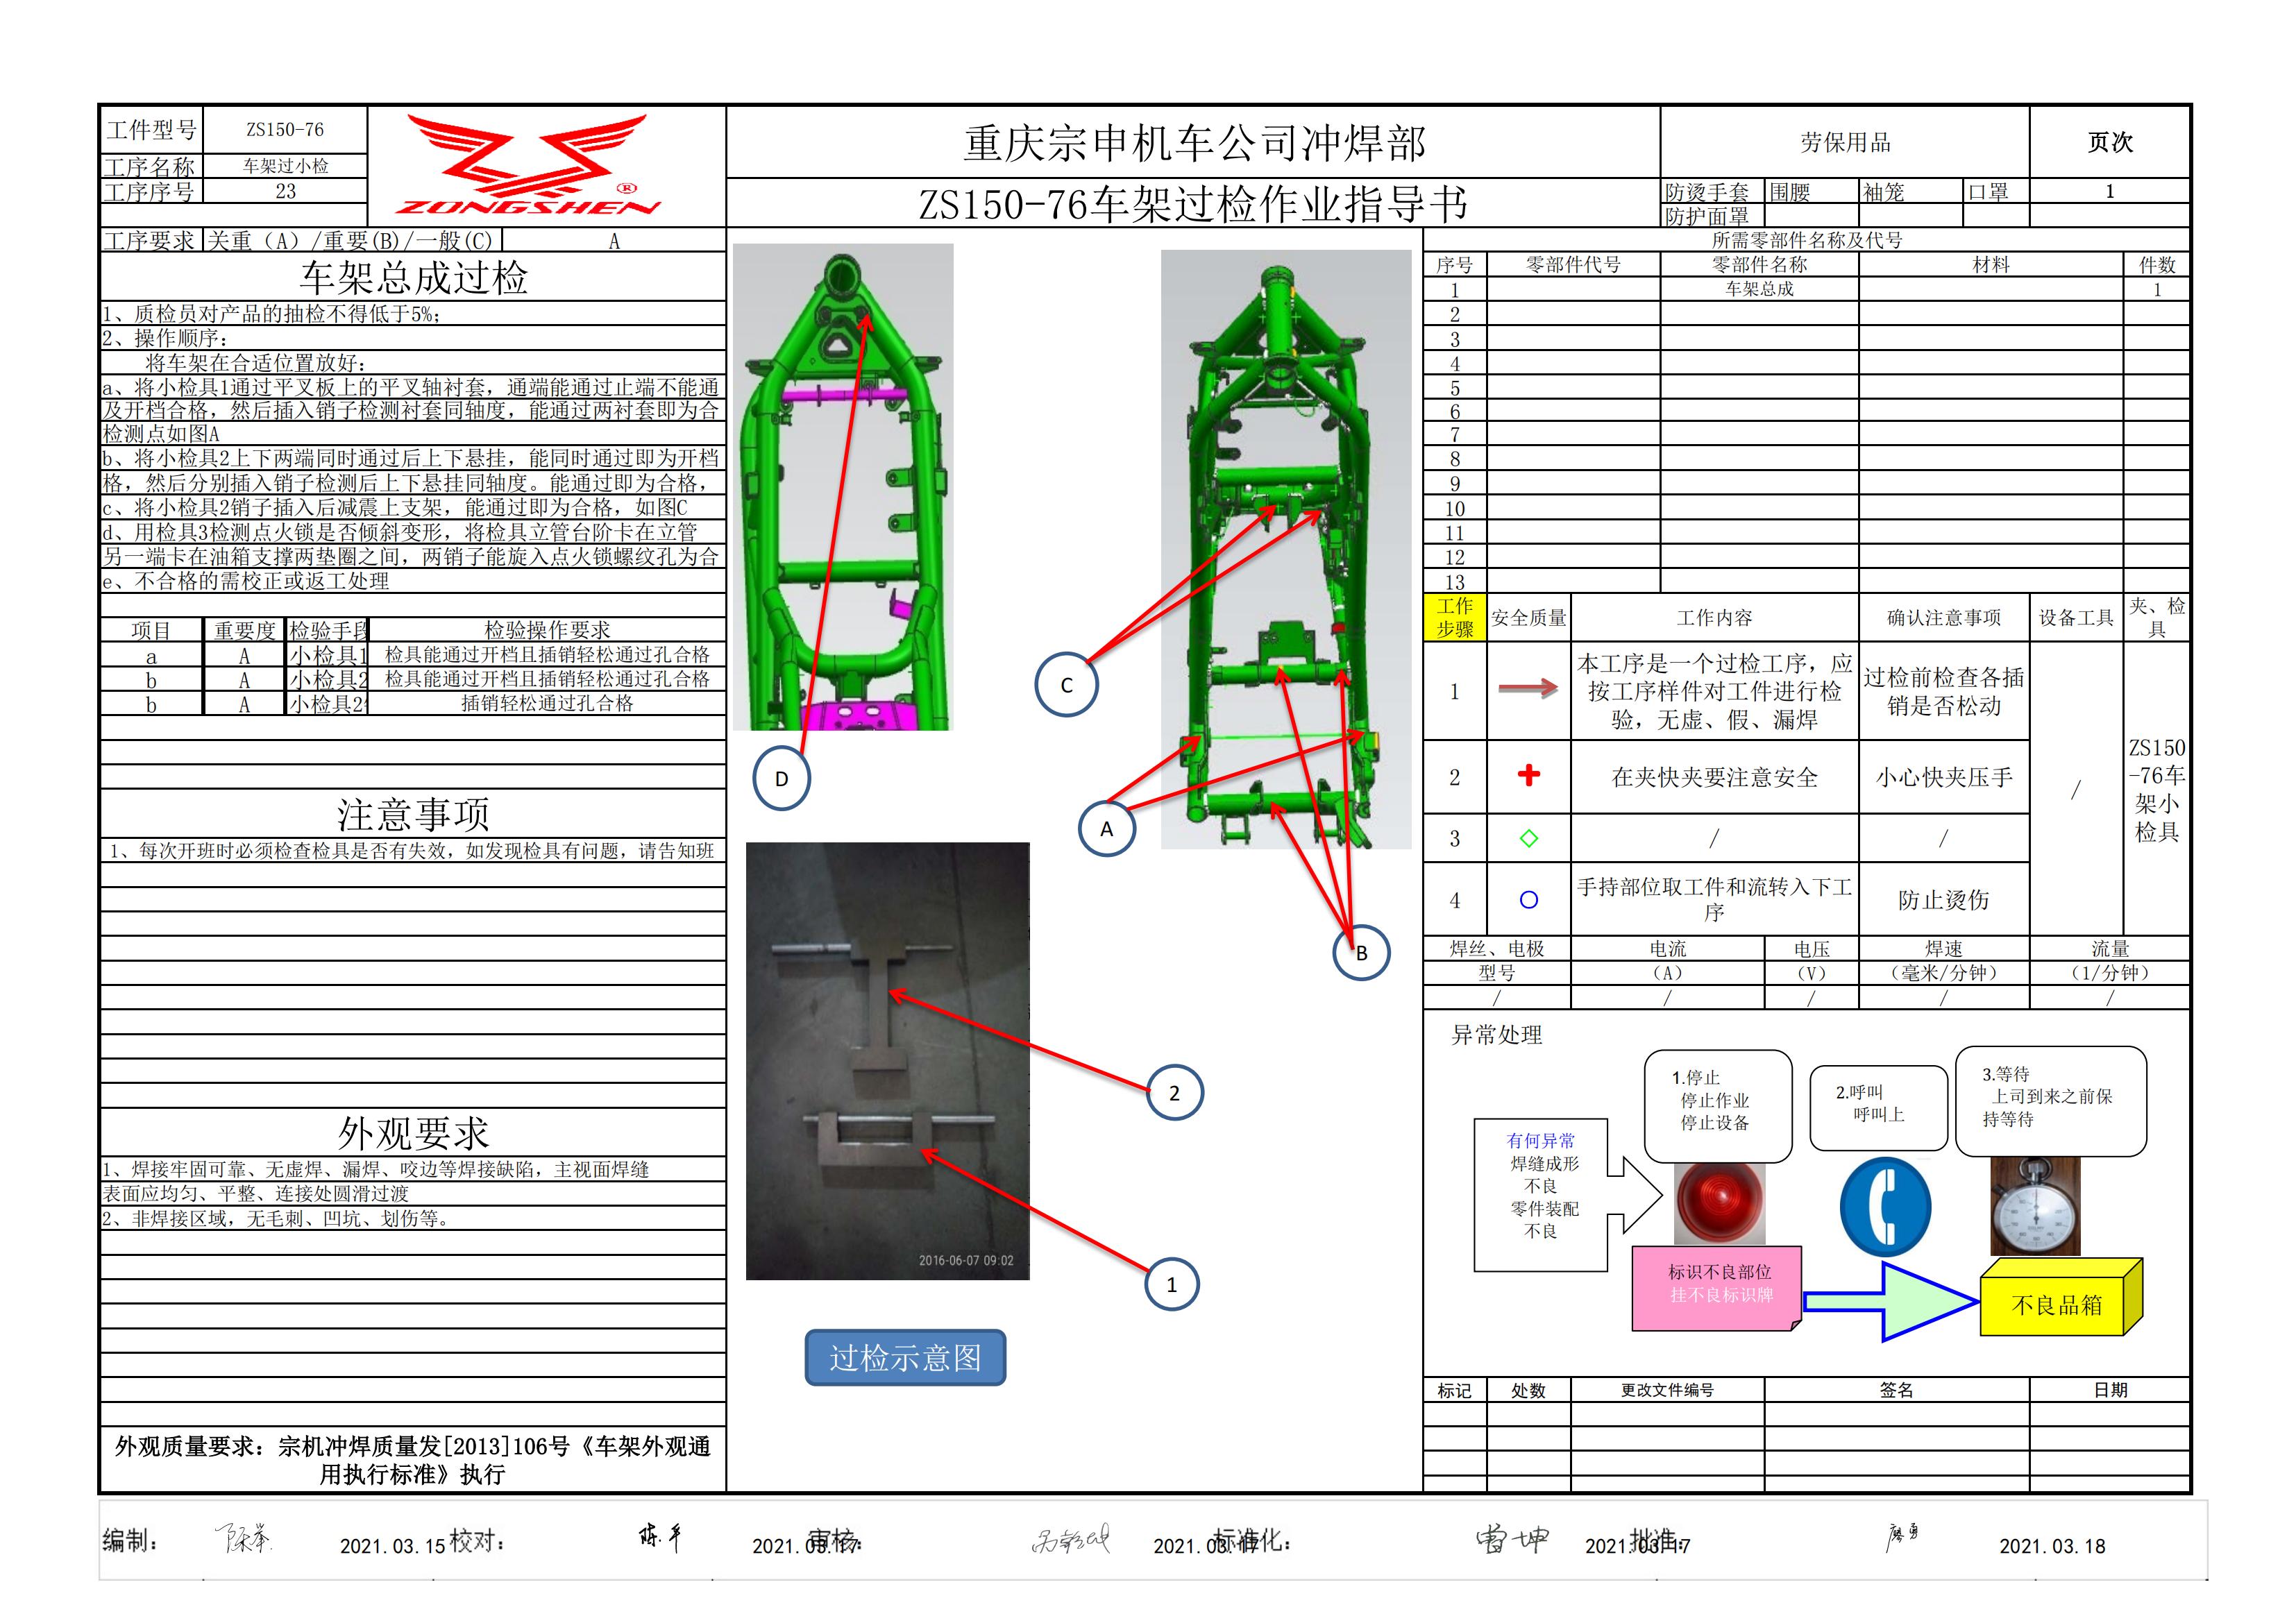 工件型号 ZS150-76
工序名称 车架过小检
工序序号 23
ZONGSHEN ®
重庆宗申机车公司冲焊部
ZS150-76车架过检作业指导书
劳保用品 页次
防烫手套 围腰 袖笼 口罩 1
防护面罩
工序要求 关重（A）/重要(B)/一般(C) A
车架总成过检
1、质检员对产品的抽检不得低于5%；
2、操作顺序：
将车架在合适位置放好：
a、将小检具1通过平叉板上的平叉轴衬套，通端能通过止端不能通
及开档合格，然后插入销子检测衬套同轴度，能通过两衬套即为合
检测点如图A
b、将小检具2上下两端同时通过后上下悬挂，能同时通过即为开档
格，然后分别插入销子检测后上下悬挂同轴度。能通过即为合格，
c、将小检具2销子插入后减震上支架，能通过即为合格，如图C
d、用检具3检测点火锁是否倾斜变形，将检具立管台阶卡在立管
另一端卡在油箱支撑两垫圈之间，两销子能旋入点火锁螺纹孔为合
e、不合格的需校正或返工处理
项目 重要度 检验手段 检验操作要求
a A 小检具1 检具能通过开档且插销轻松通过孔合格
b A 小检具2 检具能通过开档且插销轻松通过孔合格
b A 小检具2 插销轻松通过孔合格
注意事项
1、每次开班时必须检查检具是否有失效，如发现检具有问题，请告知班
外观要求
1、焊接牢固可靠、无虚焊、漏焊、咬边等焊接缺陷，主视面焊缝
表面应均匀、平整、连接处圆滑过渡
2、非焊接区域，无毛刺、凹坑、划伤等。
外观质量要求：宗机冲焊质量发[2013]106号《车架外观通
用执行标准》执行
C
D
A
B
2
1
2016-06-07 09:02
过检示意图
所需零部件名称及代号
序号 零部件代号 零部件名称 材料 件数
1 车架总成 1
2
3
4
5
6
7
8
9
10
11
12
13
工作步骤 安全质量 工作内容 确认注意事项 设备工具 夹、检具
1 本工序是一个过检工序，应按工序样件对工件进行检验，无虚、假、漏焊 过检前检查各插销是否松动 / ZS150-76车架小检具
2 在夹快夹要注意安全 小心快夹压手
3 / /
4 手持部位取工件和流转入下工序 防止烫伤
焊丝、电极 电流 电压 焊速 流量
型号 （A） （V） （毫米/分钟） （1/分钟）
/ / / / /
异常处理
1.停止
停止作业
停止设备
2.呼叫
呼叫上
3.等待
上司到来之前保
持等待
有何异常
焊缝成形
不良
零件装配
不良
标识不良部位
挂不良标识牌
不良品箱
标记 处数 更改文件编号 签名 日期
编制： 2021.03.15 校对： 2021.03.17 审核： 2021.03.17 标准化： 2021.03.17 批准： 2021.03.18